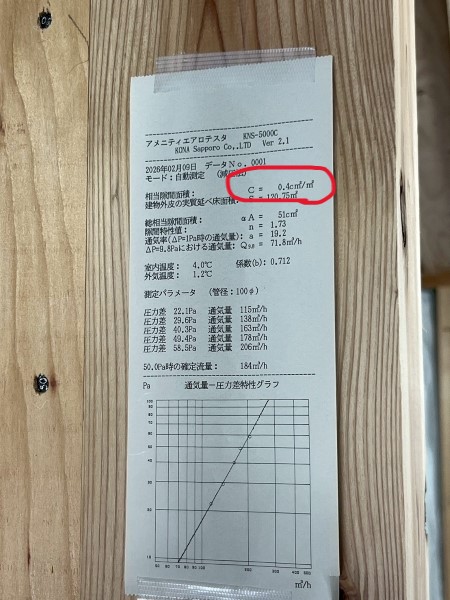 アメニティエアロテスタ KNS-5000C
KONA Sapporo Co,.LTD Ver 2.1
2026年02月09日 データNo. 0001
モード:自動測定 (減圧法)
相当隙間面積: C = 0.4c㎡/㎡
建物外皮の実質延べ床面積: S = 120.75㎡
総相当隙間面積: αA = 51c㎡
隙間特性値: n = 1.73
通気率(ΔP=1Pa時の通気量): a = 19.2
ΔP=9.8Paにおける通気量: Q9.8 = 71.8㎥/h
室内温度: 4.0℃ 係数(b): 0.712
外気温度: 1.2℃
測定パラメータ (管径:100φ)
圧力差 22.1Pa 通気量 115㎥/h
圧力差 29.6Pa 通気量 138㎥/h
圧力差 40.3Pa 通気量 163㎥/h
圧力差 49.4Pa 通気量 178㎥/h
圧力差 58.5Pa 通気量 206㎥/h
50.0Pa時の確定流量: 184㎥/h
Pa 通気量-圧力差特性グラフ
㎥/h